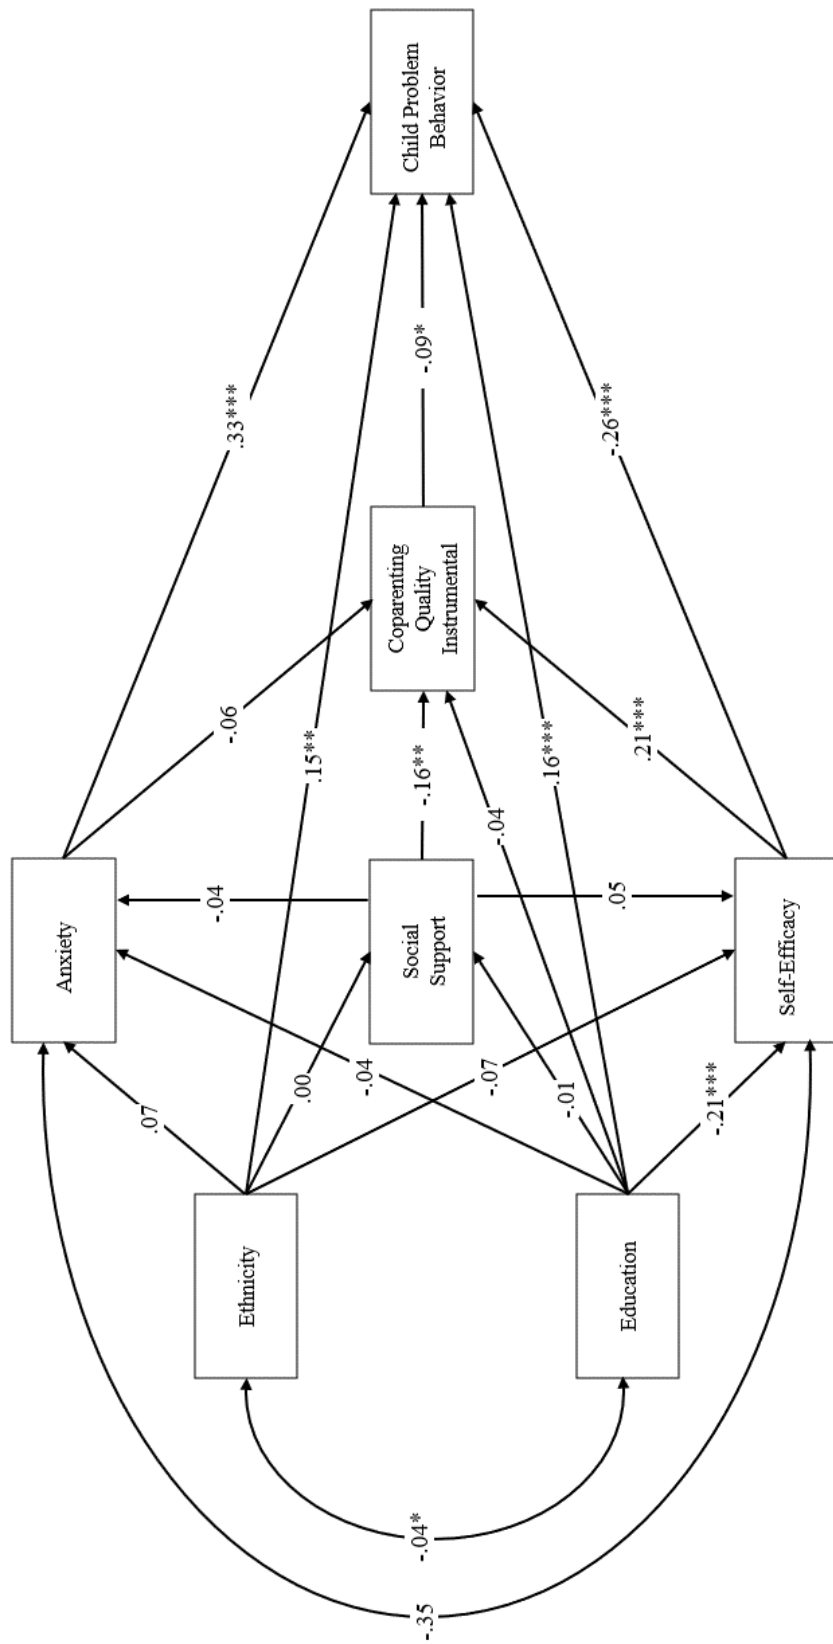 Anxiety
.07
-.06
.33***
Ethnicity
-.04
.00
.15**
-.04
-.35
-.04*
Social
Support
-.16**
Coparenting
Quality
Instrumental
-.09*
Child Problem
Behavior
-.07
-.04
-.01
.16***
Education
.05
.21***
-.26***
-.21***
Self-Efficacy